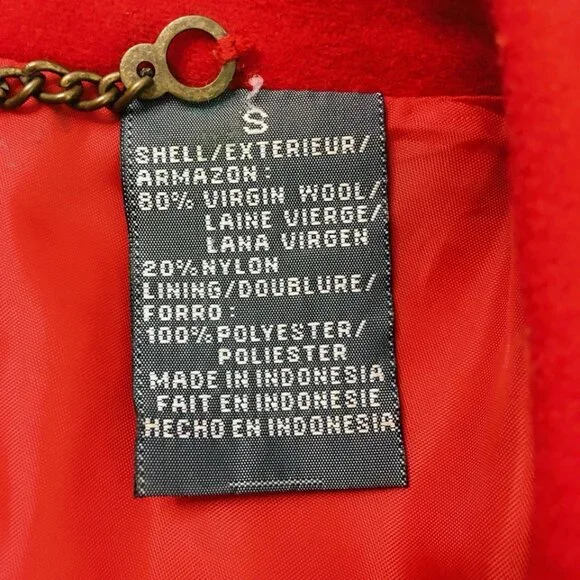 S
SHELL/EXTERIEUR/
ARMAZON:
80% VIRGIN WOOL/
LAINE VIERGE/
LANA VIRGEN
20%NYLON
LINING/DOUBLURE/
FORRO:
100%POLYESTER/
POLIESTER
MADE IN INDONESIA
FAIT EN INDONESIE
HECHO EN INDONESIA